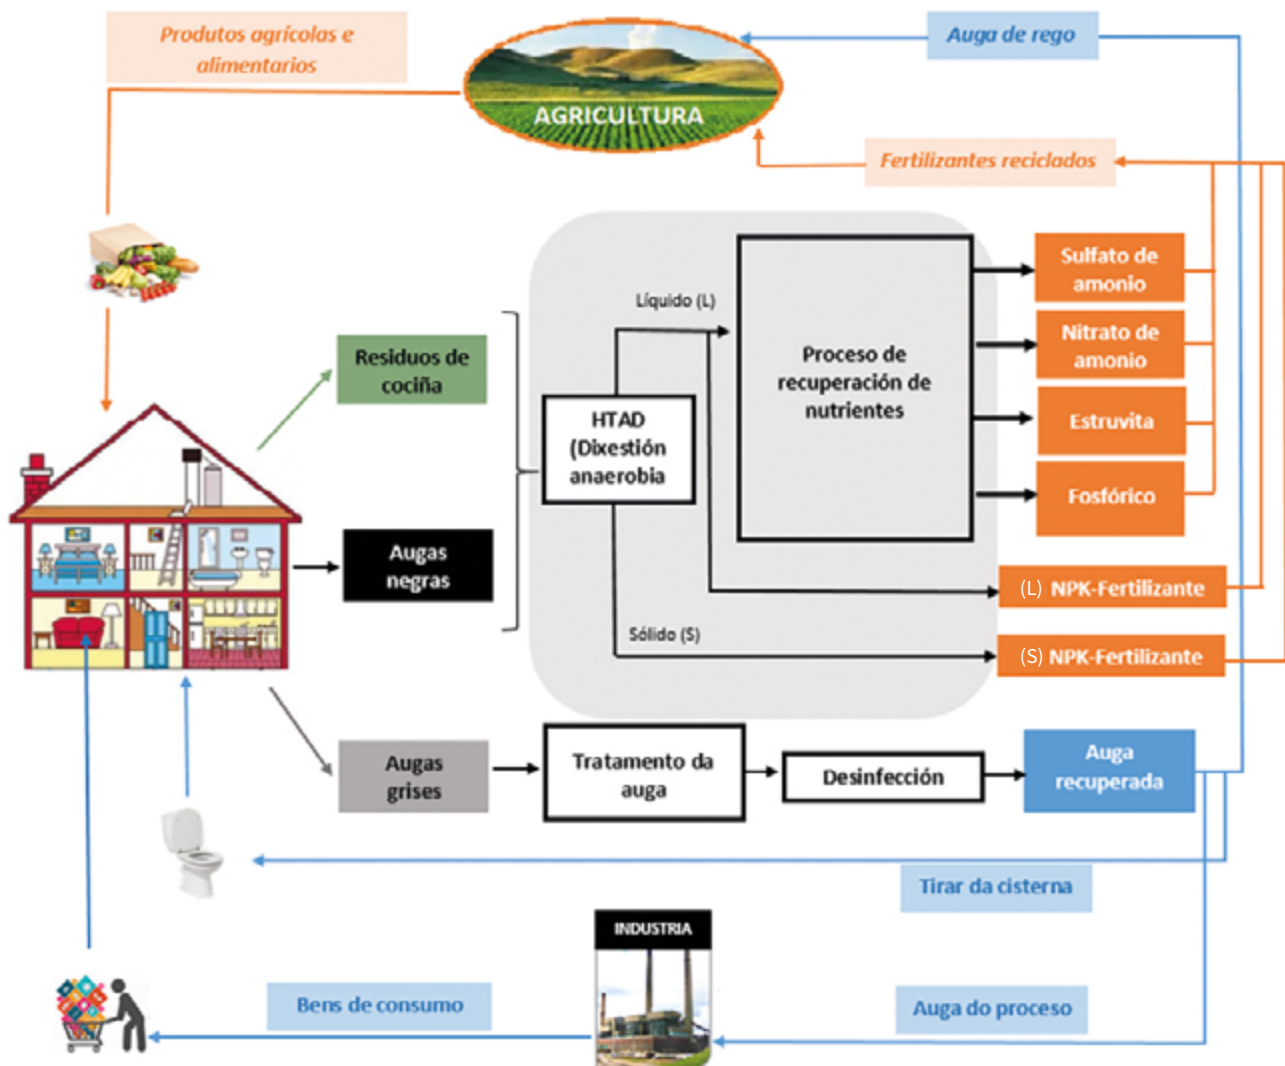 Produtos agrícolas e
alimentarios
Auga de rego
AGRICULTURA
Fertilizantes reciclados
Sulfato de
amonio
Líquido (L)
Nitrato de
amonio
Residuos de
cociña
Proceso de
recuperación de
nutrientes
HTAD
(Dixestión
anaerobia
Estruvita
Fosfórico
Augas
negras
(L) NPK-Fertilizante
Sólido (S)
(S) NPK-Fertilizante
Augas
grises
Tratamento da
auga
Desinfección
Auga
recuperada
Tirar da cisterna
INDUSTRIA
Bens de consumo
Auga do proceso